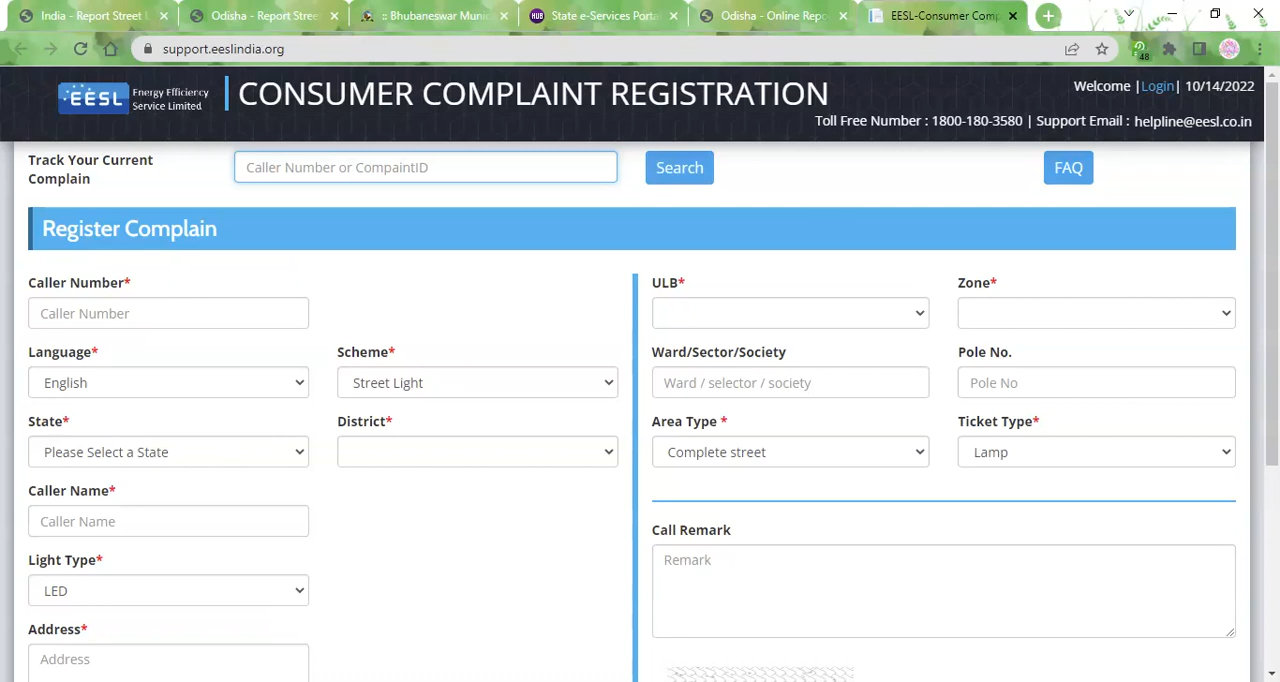 India - Report Street L
Odisha - Report Stree
:: Bhubaneswar Munic
HUB State e-Services Porta
Odisha - Online Repo
EESL-Consumer Comp
support.eeslindia.org
48
EESL Energy Efficiency
Service Limited
CONSUMER COMPLAINT REGISTRATION
Welcome |Login| 10/14/2022
Toll Free Number : 1800-180-3580 | Support Email : helpline@eesl.co.in
Track Your Current
Complain
Caller Number or CompaintID
Search
FAQ
Register Complain
Caller Number*
Caller Number
Language*
Scheme*
English
Street Light
State*
District*
Please Select a State
Caller Name*
Caller Name
Light Type*
LED
Address*
Address
ULB*
Zone*
Ward/Sector/Society
Pole No.
Ward / selector / society
Pole No
Area Type *
Ticket Type*
Complete street
Lamp
Call Remark
Remark